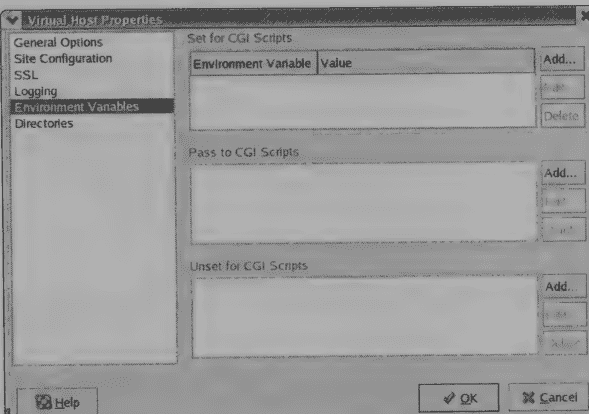 Virtual Host Properties
General Options
Site Configuration
SSL
Logging
Environment Variables
Directories
Set for CGI Scripts
Environment Variable Value
Add...
Delete
Pass to CGI Scripts
Add...
Unset for CGI Scripts
Add...
Help
OK
Cancel